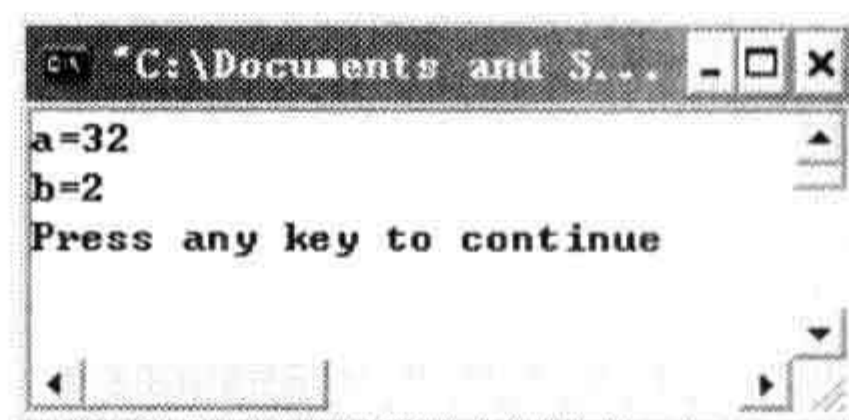 "C:\Documents and S...
a=32
b=2
Press any key to continue